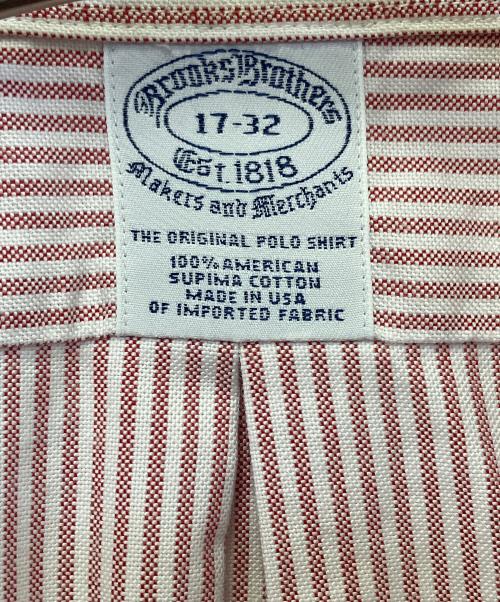 Brooks Brothers
17-32
Est. 1818
Makers and Merchants
THE ORIGINAL POLO SHIRT
100% AMERICAN
SUPIMA COTTON
MADE IN USA
OF IMPORTED FABRIC